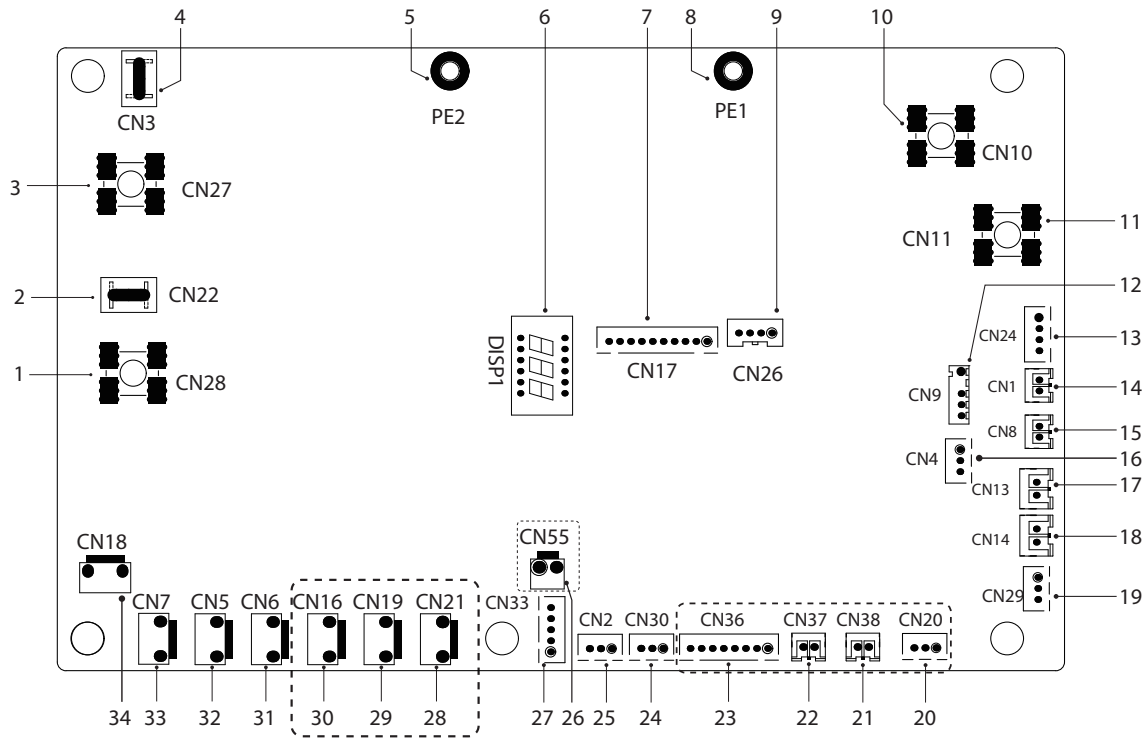 4 5 6 7 8 9 10
CN3
PE2
PE1
CN10
3
CN27
11
CN11
2
CN22
12
CN24
13
DISP1
CN17
CN26
1
CN28
CN9
CN1
14
CN8
15
CN4
16
CN13
17
CN14
18
CN18
CN55
CN29
19
CN7 CN5 CN6 CN16 CN19 CN21 CN33 CN2 CN30 CN36 CN37 CN38 CN20
34 33 32 31 30 29 28 27 26 25 24 23 22 21 20